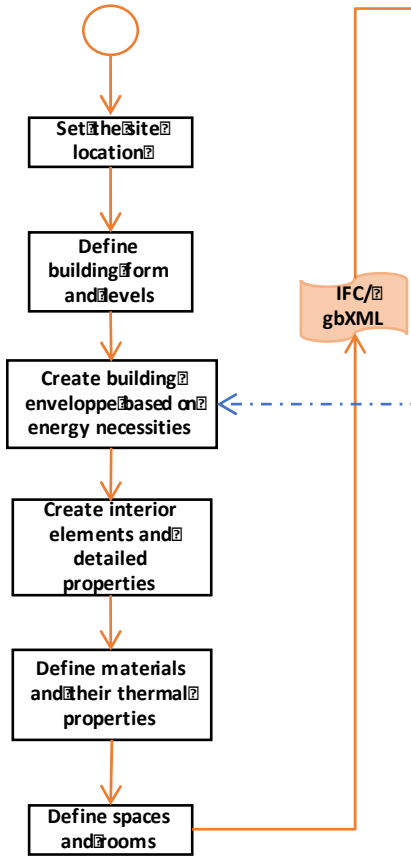 Set the site
location
Define
building form
and levels
Create building
enveloppe based on
energy necessities
Create interior
elements and
detailed
properties
Define materials
and their thermal
properties
Define spaces
and rooms
IFC/
gbXML